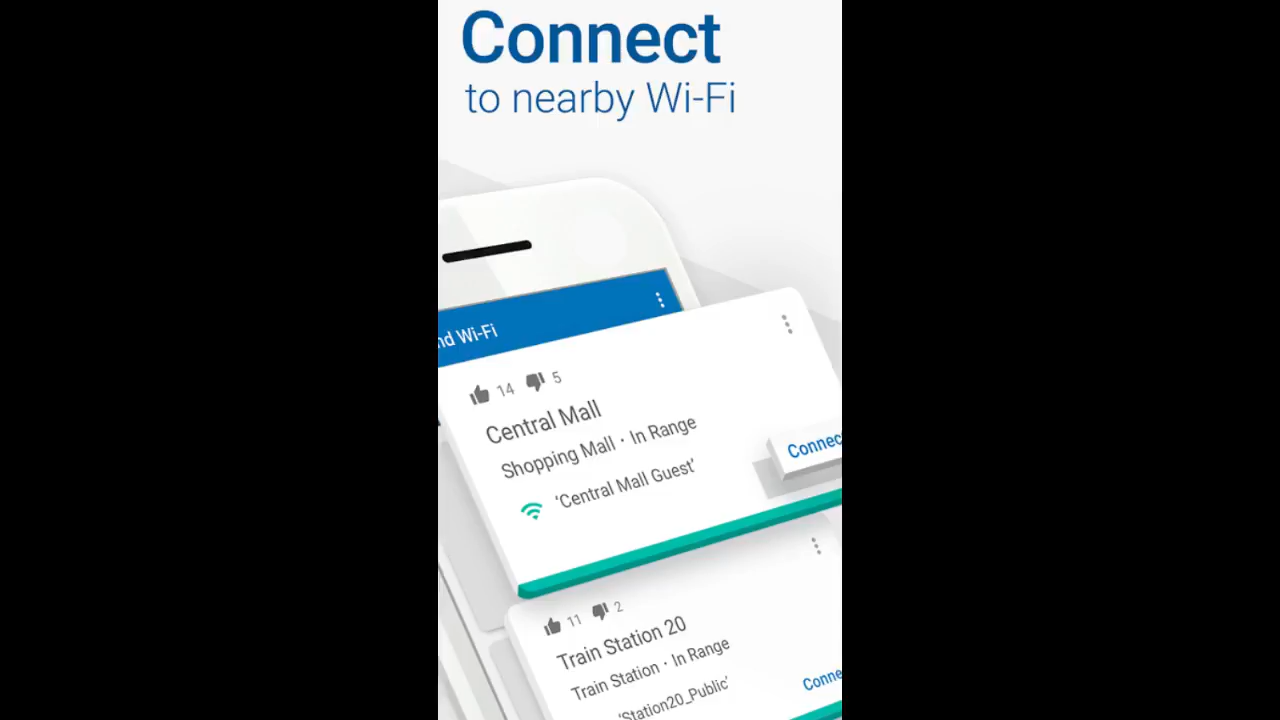 Connect
to nearby Wi-Fi
nd Wi-Fi
14 5
Central Mall
Shopping Mall · In Range
Connec
'Central Mall Guest'
11 2
Train Station 20
Train Station · In Range
'Station20_Public'
Conne